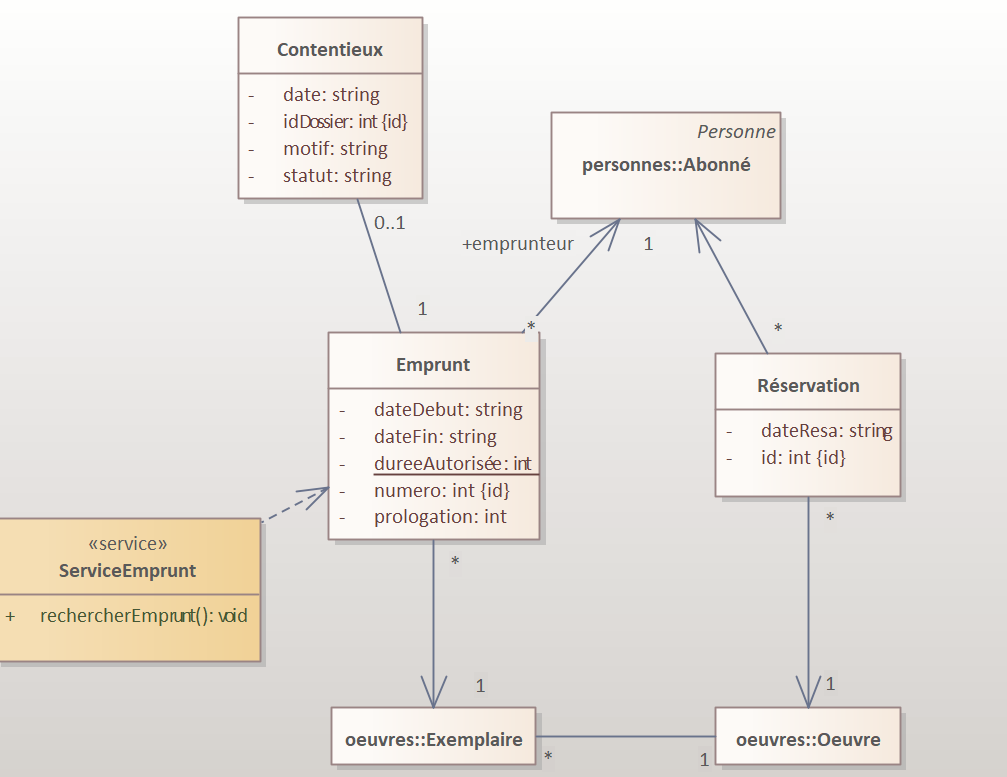 Contentieux
- date: string
- idDossier: int {id}
- motif: string
- statut: string
0..1
1
Personne
personnes::Abonné
+emprunteur
1
*
*
Emprunt
- dateDebut: string
- dateFin: string
- dureeAutorisée: int
- numero: int {id}
- prologation: int
*
1
Réservation
- dateResa: string
- id: int {id}
*
1
«service»
ServiceEmprunt
+ rechercherEmprunt(): void
oeuvres::Exemplaire
*
1
oeuvres::Oeuvre